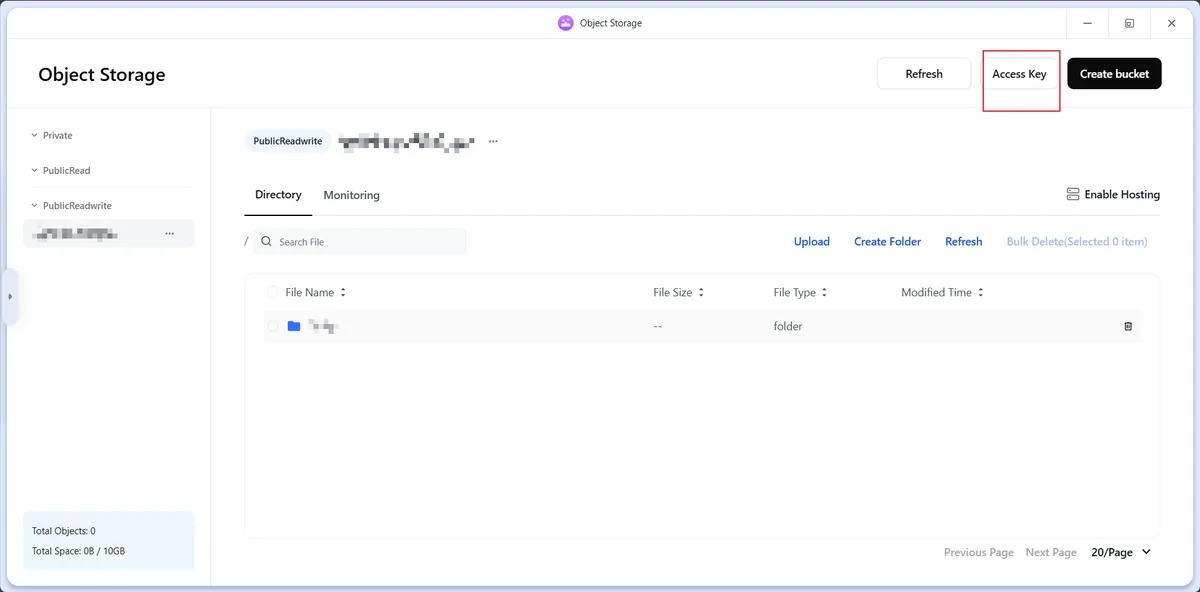 Object Storage
Object Storage
Refresh
Access Key
Create bucket
Private
PublicRead
PublicReadwrite
PublicReadwrite
Directory
Monitoring
Enable Hosting
/
Search File
Upload
Create Folder
Refresh
Bulk Delete(Selected 0 item)
File Name
File Size
File Type
Modified Time
--
folder
Total Objects: 0
Total Space: 0B / 10GB
Previous Page
Next Page
20/Page